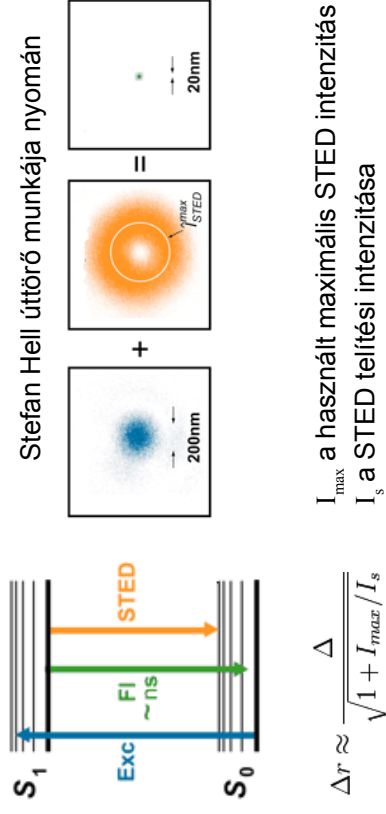 Stefan Hell úttörő munkája nyomán
S1
S0
Exc
Fl
~ns
STED
200nm
+
I_STED^max
=
20nm
Δr ≈ Δ / √(1 + I_max/I_s)
I_max a használt maximális STED intenzitás
I_s a STED telítési intenzitása